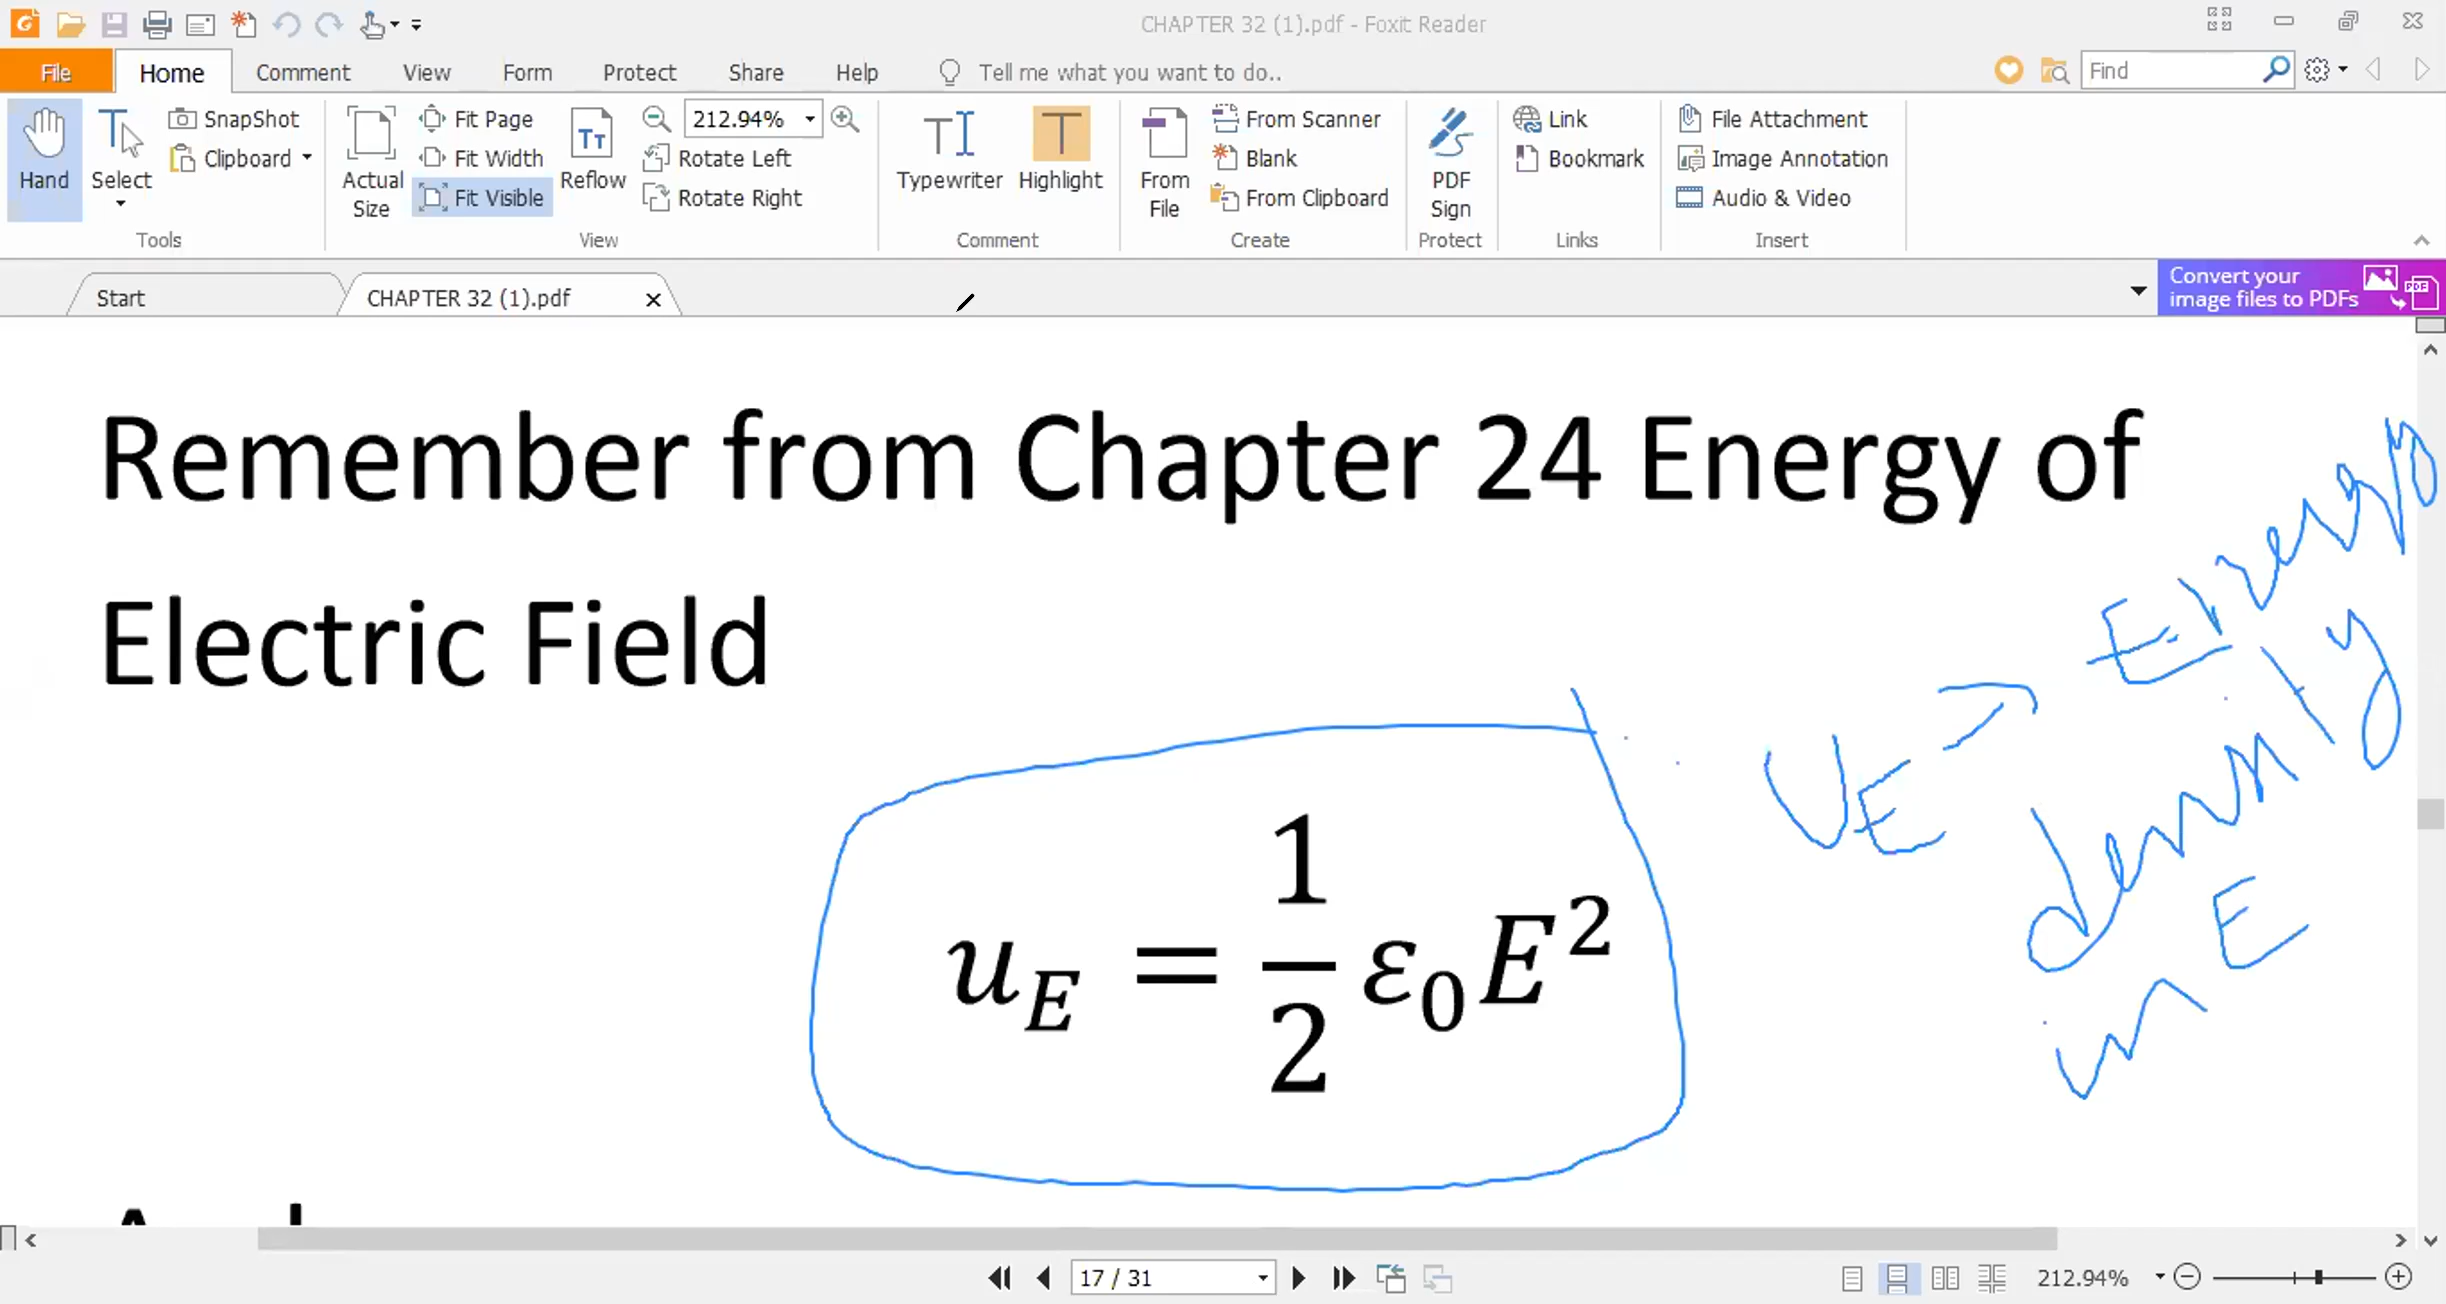 CHAPTER 32 (1).pdf - Foxit Reader
File Home Comment View Form Protect Share Help Tell me what you want to do.. Find
Hand Select SnapShot Clipboard Tools
Actual Size Fit Page Fit Width Fit Visible Reflow 212.94% Rotate Left Rotate Right View
Typewriter Highlight Comment
From File From Scanner Blank From Clipboard Create
PDF Sign Protect
Link Bookmark Links
File Attachment Image Annotation Audio & Video Insert
Start CHAPTER 32 (1).pdf
Convert your
image files to PDFs
PDF
Remember from Chapter 24 Energy of
Electric Field
u_E = 1/2 ε₀E²
U_E → Energy
density
in E
17 / 31 212.94%